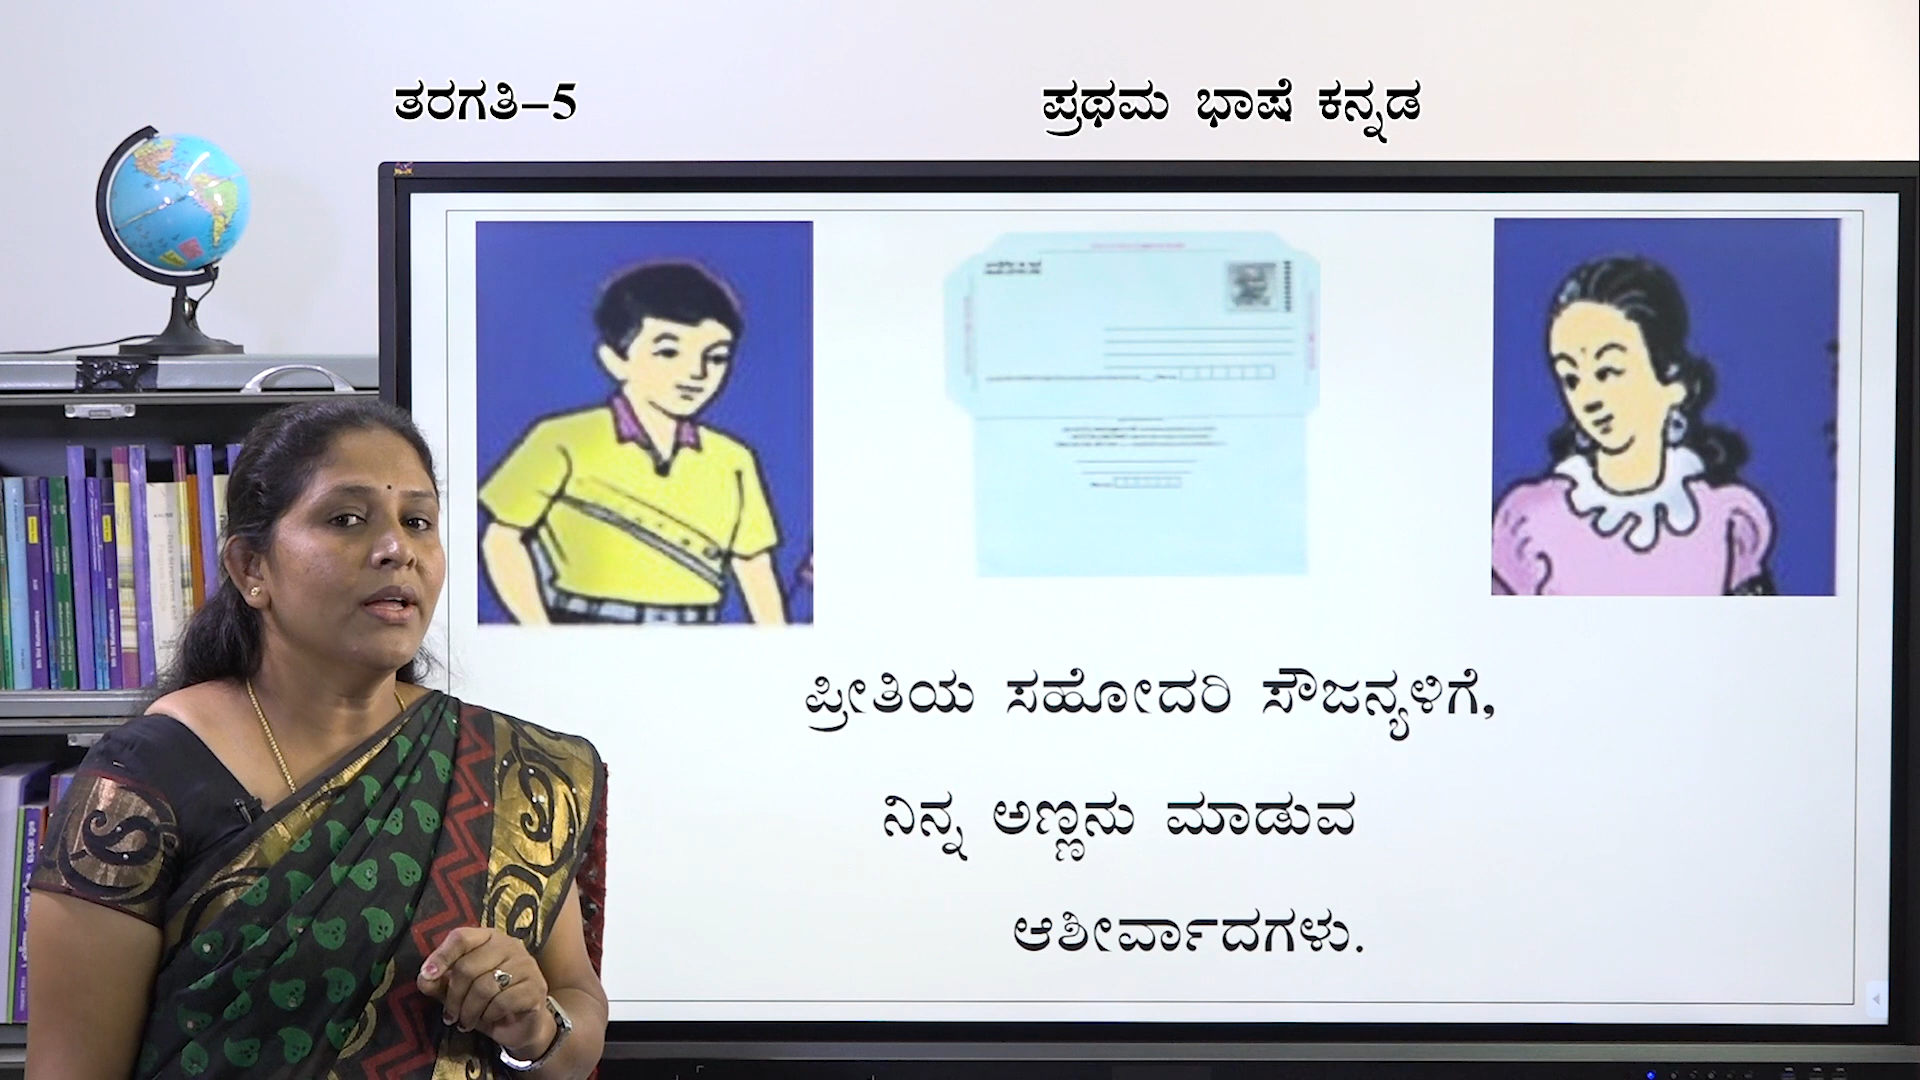 ತರಗತಿ-5
ಪ್ರಥಮ ಭಾಷೆ ಕನ್ನಡ
ಪ್ರೀತಿಯ ಸಹೋದರಿ ಸೌಜನ್ಯಳಿಗೆ,
ನಿನ್ನ ಅಣ್ಣನು ಮಾಡುವ
ಆಶೀರ್ವಾದಗಳು.